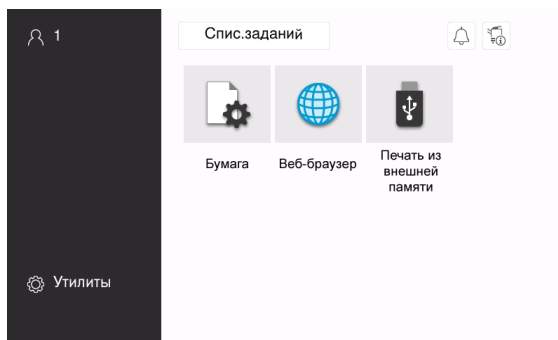 1
Спис.заданий
Бумага
Веб-браузер
Печать из
внешней
памяти
Утилиты